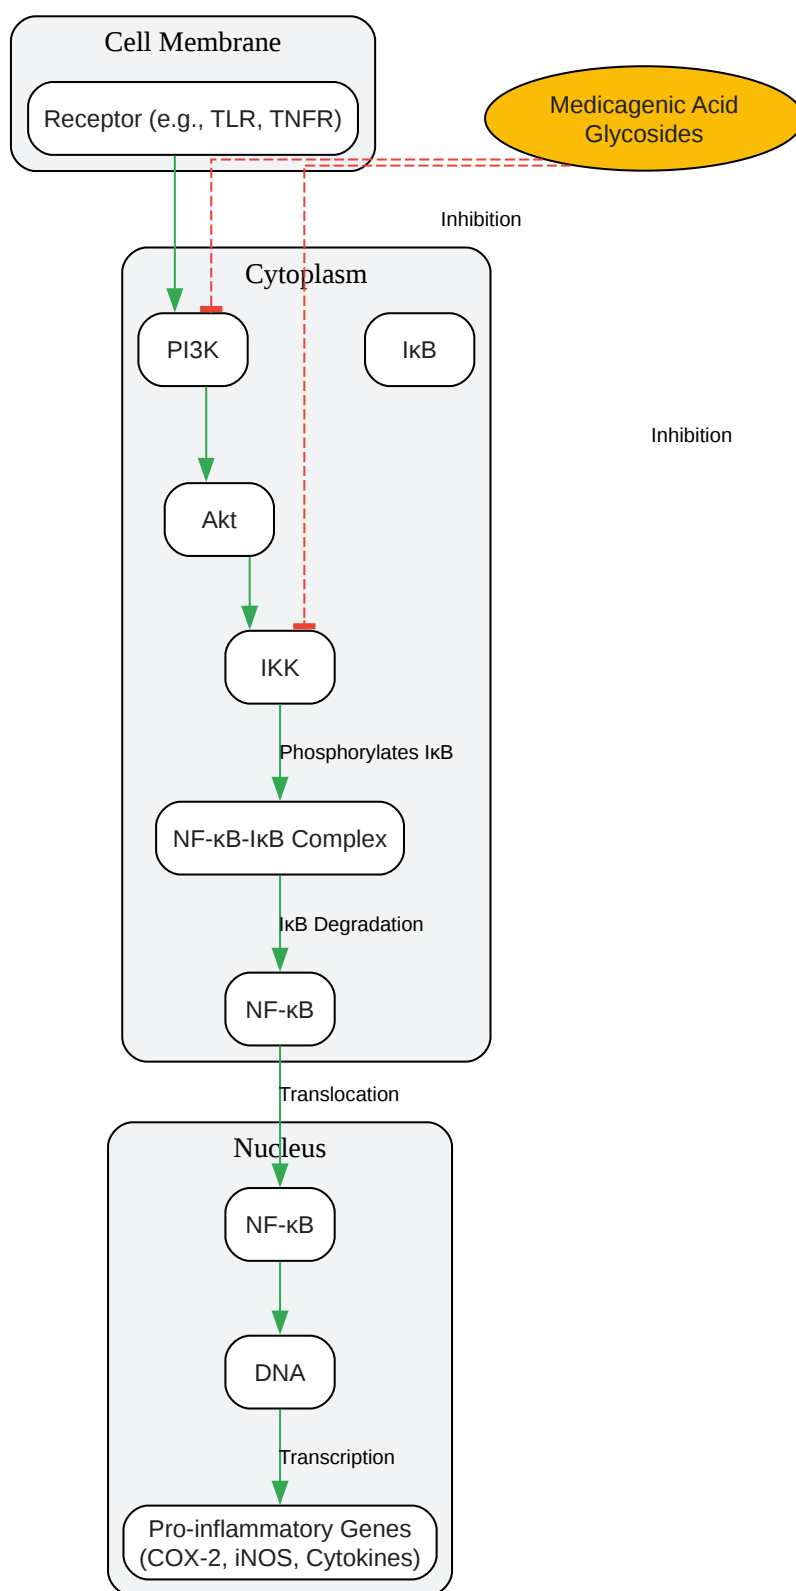 Cell Membrane
Receptor (e.g., TLR, TNFR)
Medicagenic Acid
Glycosides
Inhibition
Cytoplasm
PI3K
IκB
Inhibition
Akt
IKK
Phosphorylates IκB
NF-κB-IκB Complex
IκB Degradation
NF-κB
Translocation
Nucleus
NF-κB
DNA
Transcription
Pro-inflammatory Genes
(COX-2, iNOS, Cytokines)